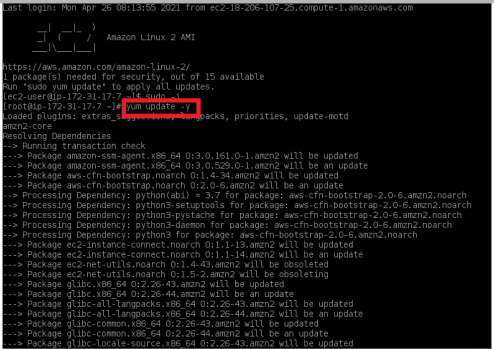 Last login: Mon Apr 26 08:13:55 2021 from ec2-18-206-107-25.compute-1.amazonaws.com
__|  __|_  )
_|  (     /   Amazon Linux 2 AMI
___|\___|___|
https://aws.amazon.com/amazon-linux-2/
1 package(s) needed for security, out of 15 available
Run "sudo yum update" to apply all updates.
[ec2-user@ip-172-31-17-7 ~]$ sudo -i
[root@ip-172-31-17-7 ~]# yum update -y
Loaded plugins: extras_suggestions, langpacks, priorities, update-motd
amzn2-core
Resolving Dependencies
--> Running transaction check
---> Package amazon-ssm-agent.x86_64 0:3.0.161.0-1.amzn2 will be updated
---> Package amazon-ssm-agent.x86_64 0:3.0.529.0-1.amzn2 will be an update
---> Package aws-cfn-bootstrap.noarch 0:1.4-34.amzn2 will be updated
---> Package aws-cfn-bootstrap.noarch 0:2.0-6.amzn2 will be an update
--> Processing Dependency: python(abi) = 3.7 for package: aws-cfn-bootstrap-2.0-6.amzn2.noarch
--> Processing Dependency: python3-setuptools for package: aws-cfn-bootstrap-2.0-6.amzn2.noarch
--> Processing Dependency: python3-pystache for package: aws-cfn-bootstrap-2.0-6.amzn2.noarch
--> Processing Dependency: python3-daemon for package: aws-cfn-bootstrap-2.0-6.amzn2.noarch
--> Processing Dependency: python3 for package: aws-cfn-bootstrap-2.0-6.amzn2.noarch
---> Package ec2-instance-connect.noarch 0:1.1-13.amzn2 will be updated
---> Package ec2-instance-connect.noarch 0:1.1-14.amzn2 will be an update
---> Package ec2-net-utils.noarch 0:1.4-43.amzn2 will be obsoleted
---> Package ec2-net-utils.noarch 0:1.5-2.amzn2 will be obsoleting
---> Package glibc.x86_64 0:2.26-43.amzn2 will be updated
---> Package glibc.x86_64 0:2.26-44.amzn2 will be an update
---> Package glibc-all-langpacks.x86_64 0:2.26-43.amzn2 will be updated
---> Package glibc-all-langpacks.x86_64 0:2.26-44.amzn2 will be an update
---> Package glibc-common.x86_64 0:2.26-43.amzn2 will be updated
---> Package glibc-common.x86_64 0:2.26-44.amzn2 will be an update
---> Package glibc-locale-source.x86_64 0:2.26-43.amzn2 will be updated